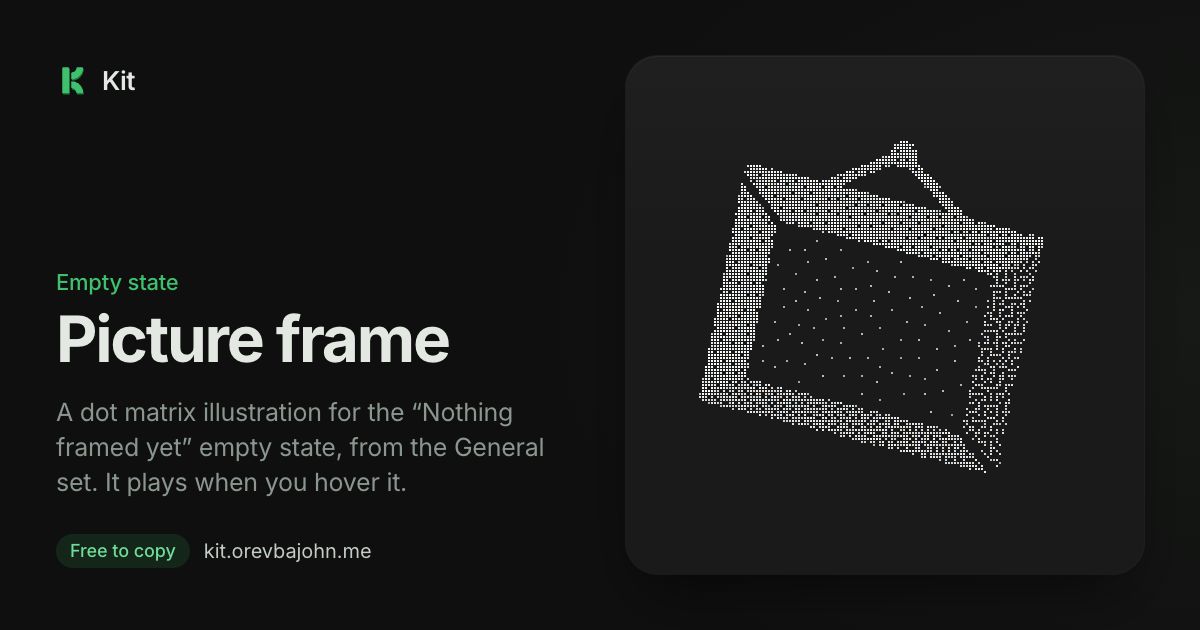 Kit
Empty state
Picture frame
A dot matrix illustration for the “Nothing
framed yet” empty state, from the General
set. It plays when you hover it.
Free to copy
kit.orevbajohn.me